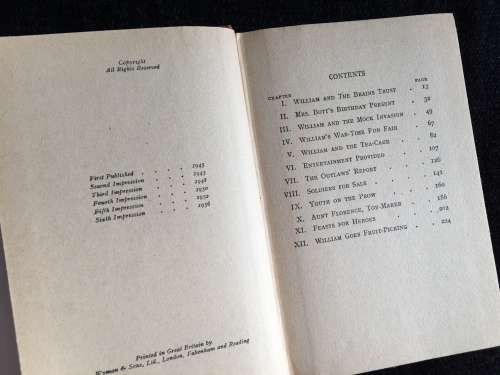 Copyright
All Rights Reserved
First Published . . . 1945
Second Impression . . . 1947
Third Impression . . . 1948
Fourth Impression . . . 1950
Fifth Impression . . . 1952
Sixth Impression . . . 1956
Printed in Great Britain by
Wyman & Sons, Ltd., London, Fakenham and Reading
CONTENTS
CHAPTER PAGE
I. William and The Brains Trust . 13
II. Mrs. Bott's Birthday Present . 32
III. William and the Mock Invasion . 49
IV. William's War-Time Fun Fair . 67
V. William and the Tea-Cake . 82
VI. Entertainment Provided . . 107
VII. The Outlaws' Report . . 126
VIII. Soldiers for Sale . . . 141
IX. Youth on the Prow . . . 160
X. Aunt Florence, Toy-Maker . 186
XI. Feasts for Heroes . . . 212
XII. William Goes Fruit-Picking . . 224